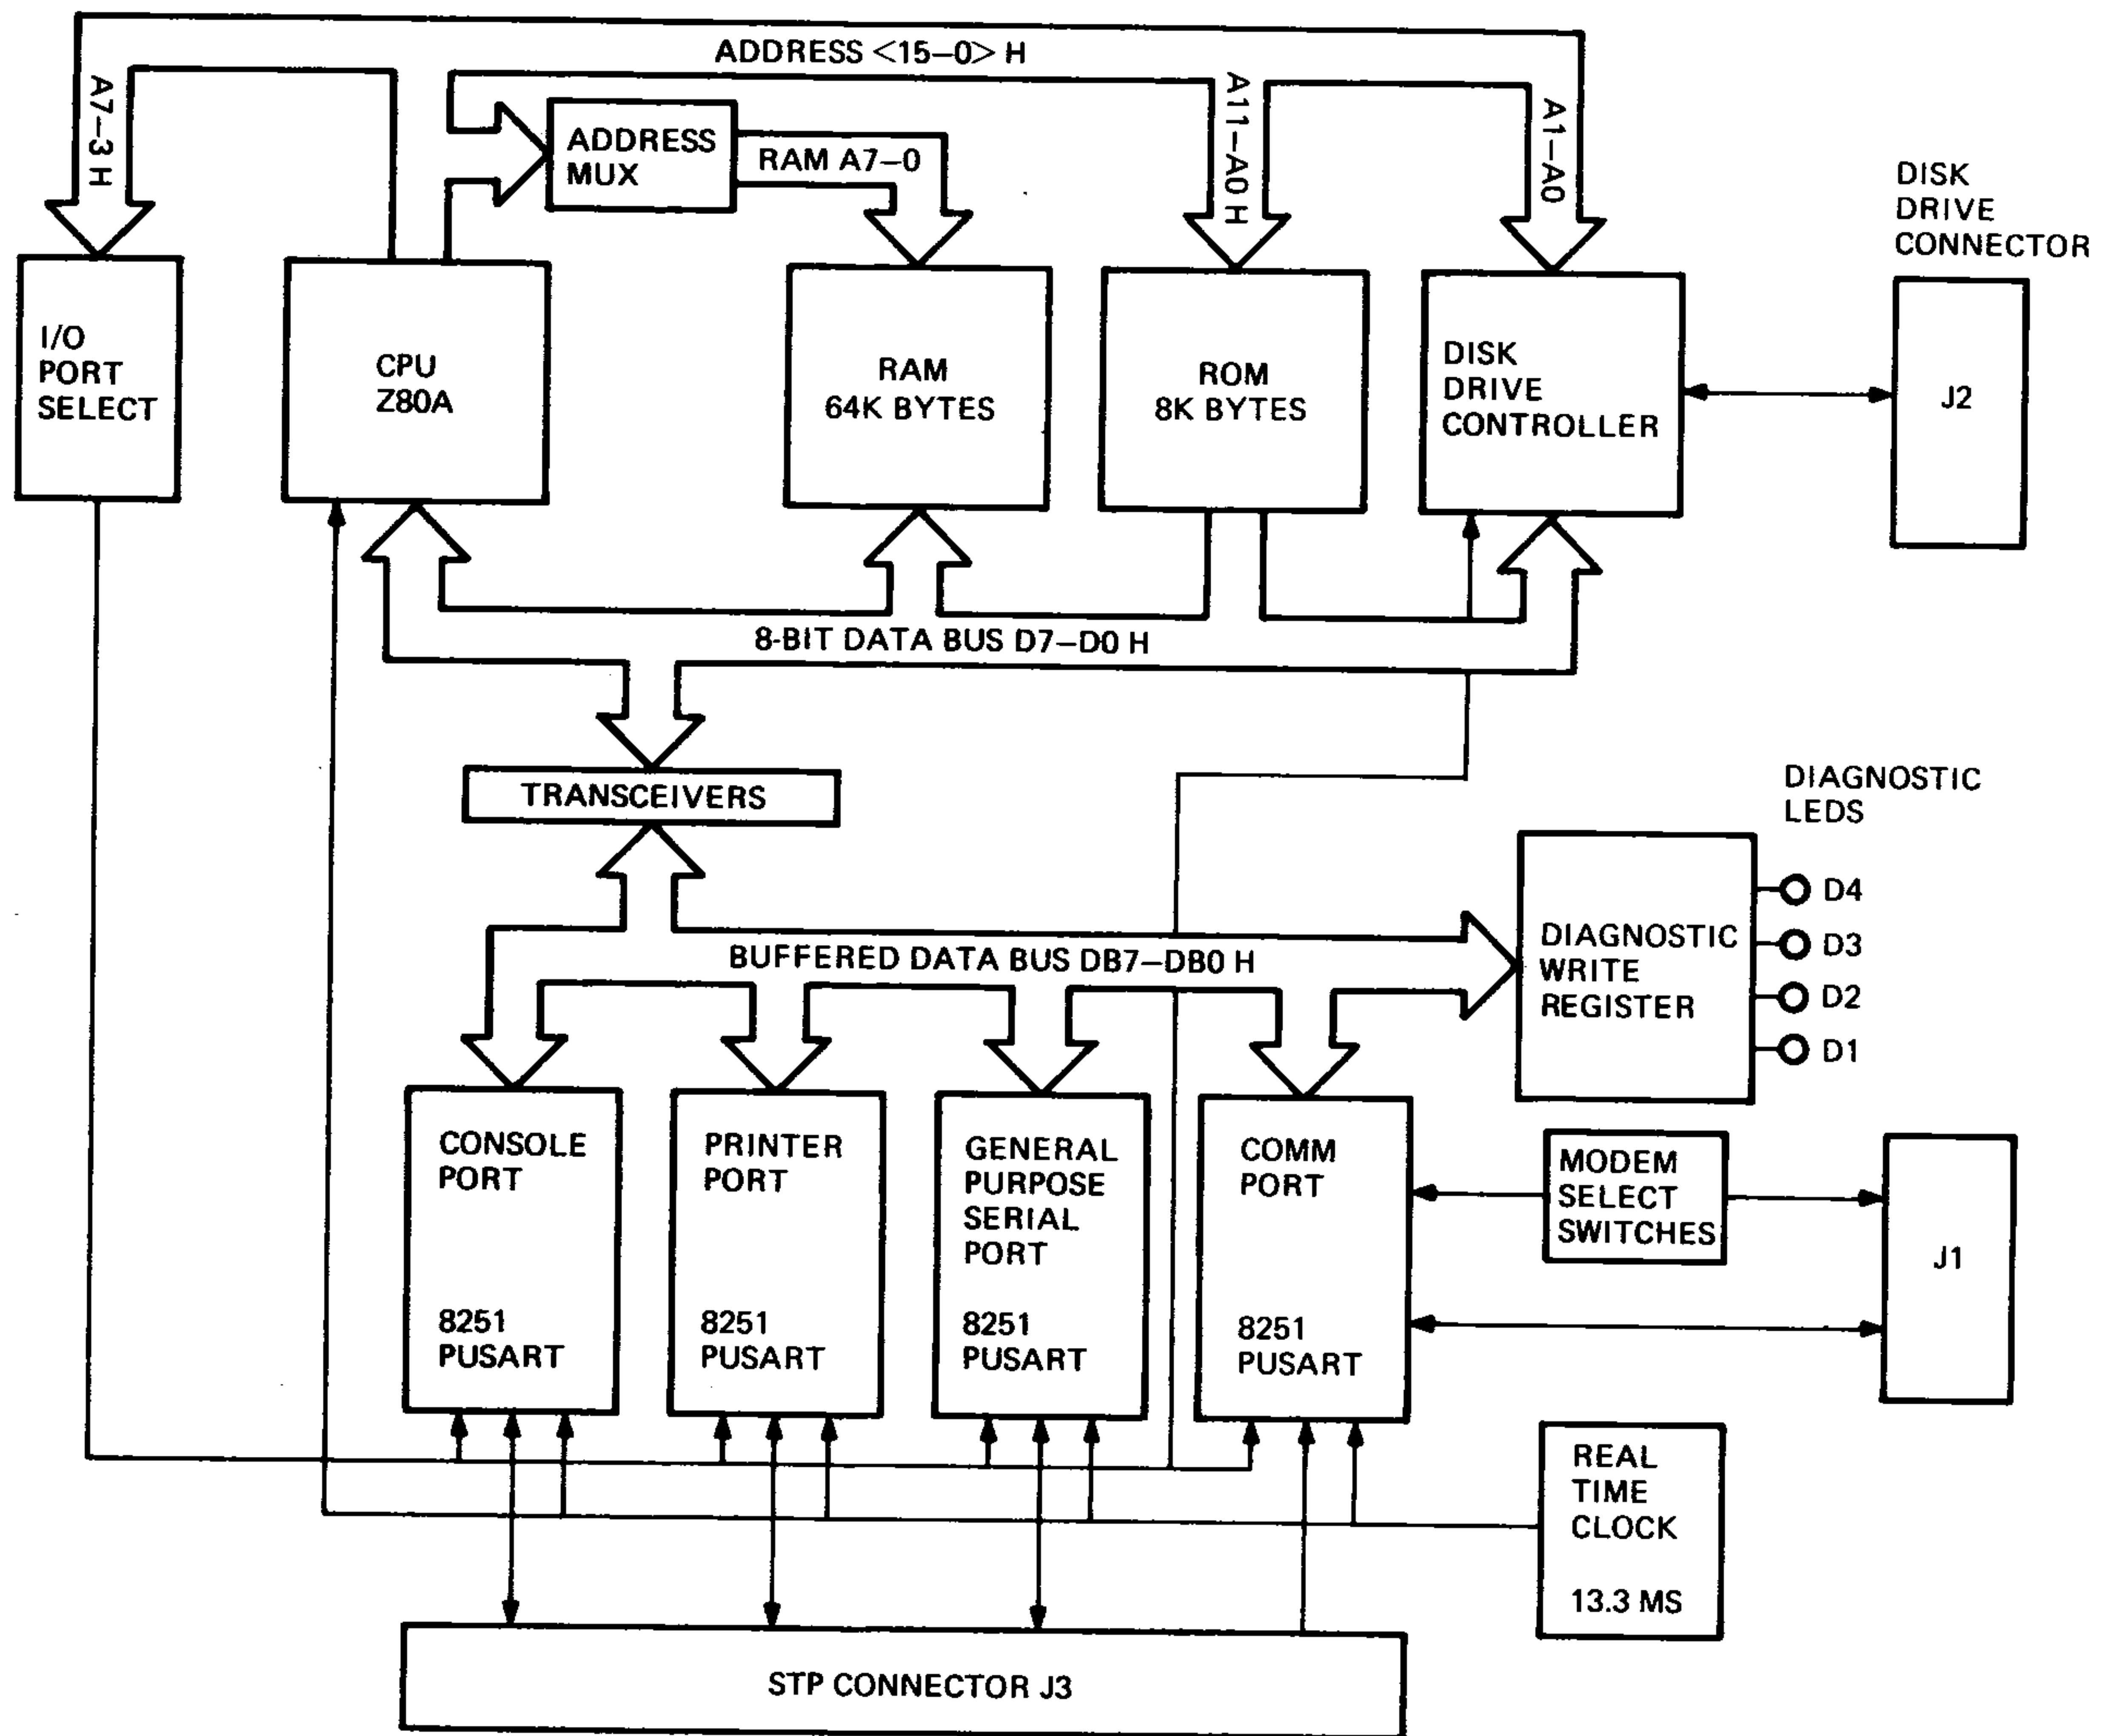 ADDRESS <15–0> H
A7–3 H
ADDRESS
MUX
RAM A7–0
A11–A0 H
A1–A0
DISK
DRIVE
CONNECTOR
I/O
PORT
SELECT
CPU
Z80A
RAM
64K BYTES
ROM
8K BYTES
DISK
DRIVE
CONTROLLER
J2
8-BIT DATA BUS D7–D0 H
TRANSCEIVERS
DIAGNOSTIC
LEDS
DIAGNOSTIC
WRITE
REGISTER
D4
D3
D2
D1
BUFFERED DATA BUS DB7–DB0 H
CONSOLE
PORT
8251
PUSART
PRINTER
PORT
8251
PUSART
GENERAL
PURPOSE
SERIAL
PORT
8251
PUSART
COMM
PORT
8251
PUSART
MODEM
SELECT
SWITCHES
J1
REAL
TIME
CLOCK
13.3 MS
STP CONNECTOR J3